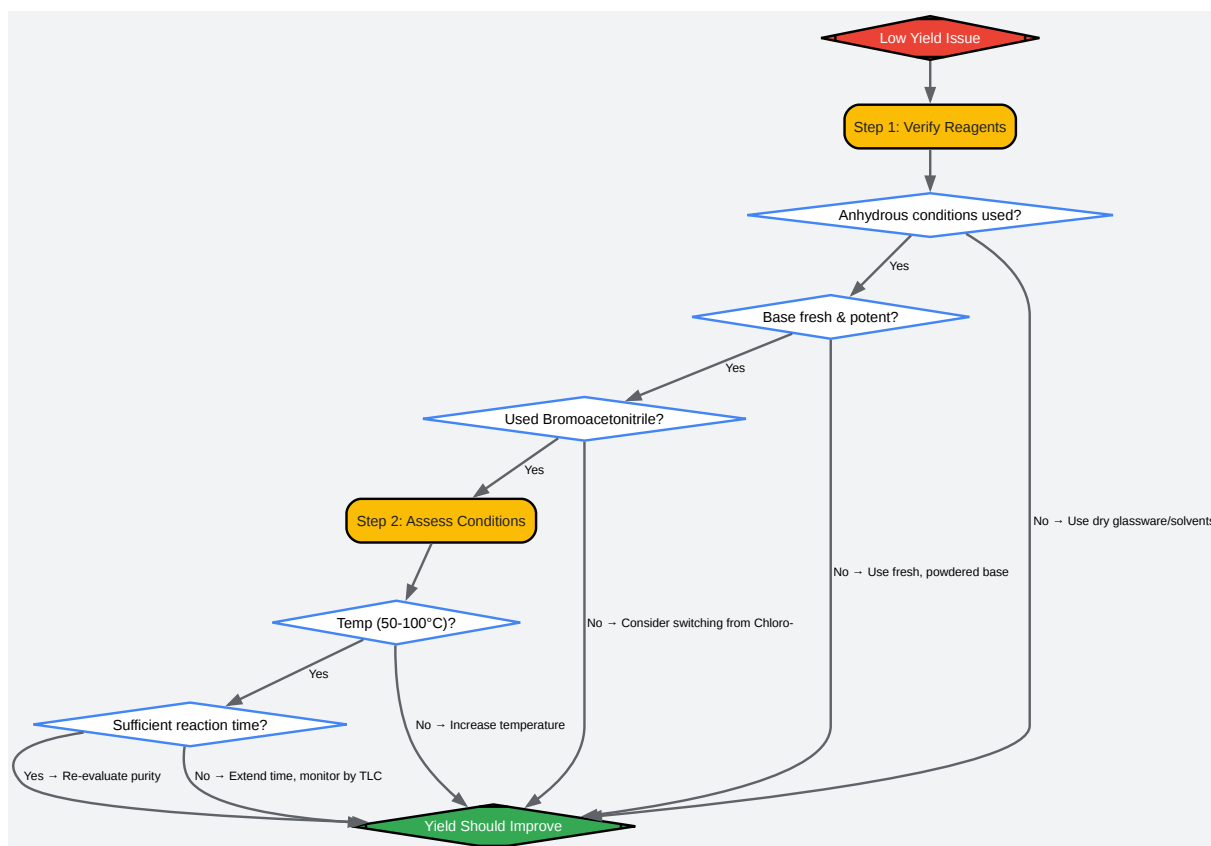 Low Yield Issue
Step 1: Verify Reagents
Anhydrous conditions used?
Yes
Base fresh & potent?
Yes
Used Bromoacetonitrile?
Yes
Step 2: Assess Conditions
No → Use dry glassware/solvents
No → Use fresh, powdered base
Temp (50-100°C)?
No → Consider switching from Chloro-
Yes
Sufficient reaction time?
No → Increase temperature
Yes → Re-evaluate purity
No → Extend time, monitor by TLC
Yield Should Improve